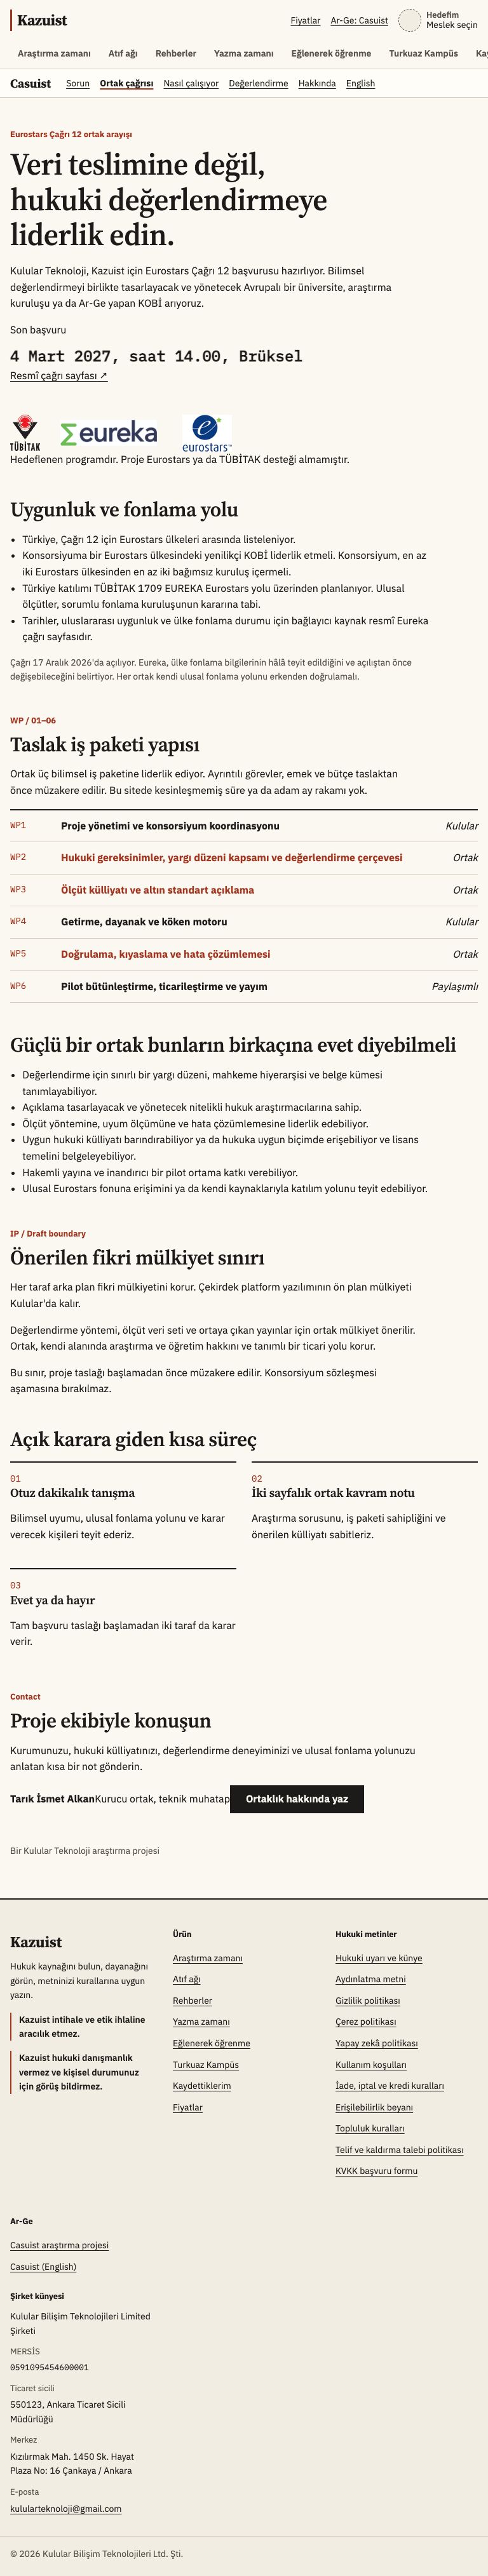 Kazuist
Fiyatlar
Ar-Ge: Casuist
Hedefim
Meslek seçin
Araştırma zamanı
Atıf ağı
Rehberler
Yazma zamanı
Eğlenerek öğrenme
Turkuaz Kampüs
Casuist
Sorun
Ortak çağrısı
Nasıl çalışıyor
Değerlendirme
Hakkında
English
Eurostars Çağrı 12 ortak arayışı
Veri teslimine değil,
hukuki değerlendirmeye
liderlik edin.
Kulular Teknoloji, Kazuist için Eurostars Çağrı 12 başvurusu hazırlıyor. Bilimsel
değerlendirmeyi birlikte tasarlayacak ve yönetecek Avrupalı bir üniversite, araştırma
kuruluşu ya da Ar-Ge yapan KOBİ arıyoruz.
Son başvuru
4 Mart 2027, saat 14.00, Brüksel
Resmî çağrı sayfası ↗
TÜBİTAK
eureka
eurostars™
Hedeflenen programdır. Proje Eurostars ya da TÜBİTAK desteği almamıştır.
Uygunluk ve fonlama yolu
• Türkiye, Çağrı 12 için Eurostars ülkeleri arasında listeleniyor.
• Konsorsiyuma bir Eurostars ülkesindeki yenilikçi KOBİ liderlik etmeli. Konsorsiyum, en az
iki Eurostars ülkesinden en az iki bağımsız kuruluş içermeli.
• Türkiye katılımı TÜBİTAK 1709 EUREKA Eurostars yolu üzerinden planlanıyor. Ulusal
ölçütler, sorumlu fonlama kuruluşunun kararına tabi.
• Tarihler, uluslararası uygunluk ve ülke fonlama durumu için bağlayıcı kaynak resmî Eureka
çağrı sayfasıdır.
Çağrı 17 Aralık 2026'da açılıyor. Eureka, ülke fonlama bilgilerinin hâlâ teyit edildiğini ve açılıştan önce
değişebileceğini belirtiyor. Her ortak kendi ulusal fonlama yolunu erkenden doğrulamalı.
WP / 01–06
Taslak iş paketi yapısı
Ortak üç bilimsel iş paketine liderlik ediyor. Ayrıntılı görevler, emek ve bütçe taslaktan
önce müzakere edilir. Bu sitede kesinleşmemiş süre ya da adam ay rakamı yok.
WP1 Proje yönetimi ve konsorsiyum koordinasyonu Kulular
WP2 Hukuki gereksinimler, yargı düzeni kapsamı ve değerlendirme çerçevesi Ortak
WP3 Ölçüt külliyatı ve altın standart açıklama Ortak
WP4 Getirme, dayanak ve köken motoru Kulular
WP5 Doğrulama, kıyaslama ve hata çözümlemesi Ortak
WP6 Pilot bütünleştirme, ticarileştirme ve yayım Paylaşımlı
Güçlü bir ortak bunların birkaçına evet diyebilmeli
• Değerlendirme için sınırlı bir yargı düzeni, mahkeme hiyerarşisi ve belge kümesi
tanımlayabiliyor.
• Açıklama tasarlayacak ve yönetecek nitelikli hukuk araştırmacılarına sahip.
• Ölçüt yöntemine, uyum ölçümüne ve hata çözümlemesine liderlik edebiliyor.
• Uygun hukuki külliyatı barındırabiliyor ya da hukuka uygun biçimde erişebiliyor ve lisans
temelini belgeleyebiliyor.
• Hakemli yayına ve inandırıcı bir pilot ortama katkı verebiliyor.
• Ulusal Eurostars fonuna erişimini ya da kendi kaynaklarıyla katılım yolunu teyit edebiliyor.
IP / Draft boundary
Önerilen fikri mülkiyet sınırı
Her taraf arka plan fikri mülkiyetini korur. Çekirdek platform yazılımının ön plan mülkiyeti
Kulular'da kalır.
Değerlendirme yöntemi, ölçüt veri seti ve ortaya çıkan yayınlar için ortak mülkiyet önerilir.
Ortak, kendi alanında araştırma ve öğretim hakkını ve tanımlı bir ticari yolu korur.
Bu sınır, proje taslağı başlamadan önce müzakere edilir. Konsorsiyum sözleşmesi
aşamasına bırakılmaz.
Açık karara giden kısa süreç
01
Otuz dakikalık tanışma
Bilimsel uyumu, ulusal fonlama yolunu ve karar
verecek kişileri teyit ederiz.
02
İki sayfalık ortak kavram notu
Araştırma sorusunu, iş paketi sahipliğini ve
önerilen külliyatı sabitleriz.
03
Evet ya da hayır
Tam başvuru taslağı başlamadan iki taraf da karar
verir.
Contact
Proje ekibiyle konuşun
Kurumunuzu, hukuki külliyatınızı, değerlendirme deneyiminizi ve ulusal fonlama yolunuzu
anlatan kısa bir not gönderin.
Tarık İsmet AlkanKurucu ortak, teknik muhatap
Ortaklık hakkında yaz
Bir Kulular Teknoloji araştırma projesi
Kazuist
Hukuk kaynağını bulun, dayanağını
görün, metninizi kurallarına uygun
yazın.
Kazuist intihale ve etik ihlaline
aracılık etmez.
Kazuist hukuki danışmanlık
vermez ve kişisel durumunuz
için görüş bildirmez.
Ürün
Araştırma zamanı
Atıf ağı
Rehberler
Yazma zamanı
Eğlenerek öğrenme
Turkuaz Kampüs
Kaydettiklerim
Fiyatlar
Hukuki metinler
Hukuki uyarı ve künye
Aydınlatma metni
Gizlilik politikası
Çerez politikası
Yapay zekâ politikası
Kullanım koşulları
İade, iptal ve kredi kuralları
Erişilebilirlik beyanı
Topluluk kuralları
Telif ve kaldırma talebi politikası
KVKK başvuru formu
Ar-Ge
Casuist araştırma projesi
Casuist (English)
Şirket künyesi
Kulular Bilişim Teknolojileri Limited
Şirketi
MERSİS
0591095454600001
Ticaret sicili
550123, Ankara Ticaret Sicili
Müdürlüğü
Merkez
Kızılırmak Mah. 1450 Sk. Hayat
Plaza No: 16 Çankaya / Ankara
E-posta
kulularteknoloji@gmail.com
© 2026 Kulular Bilişim Teknolojileri Ltd. Şti.